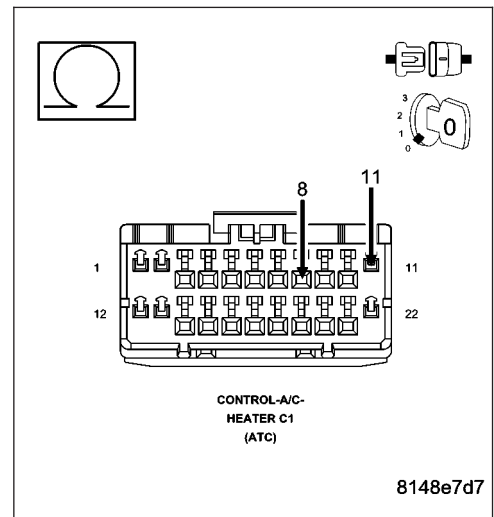 3
2
1
0
0
8
11
1
11
12
22
CONTROL-A/C-
HEATER C1
(ATC)
8148e7d7